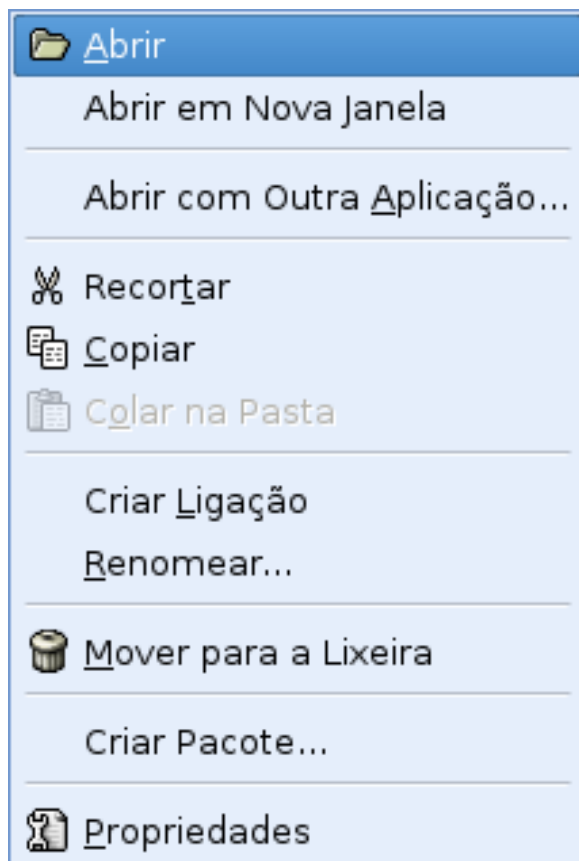 Abrir
Abrir em Nova Janela
Abrir com Outra Aplicação...
Recortar
Copiar
Colar na Pasta
Criar Ligação
Renomear...
Mover para a Lixeira
Criar Pacote...
Propriedades